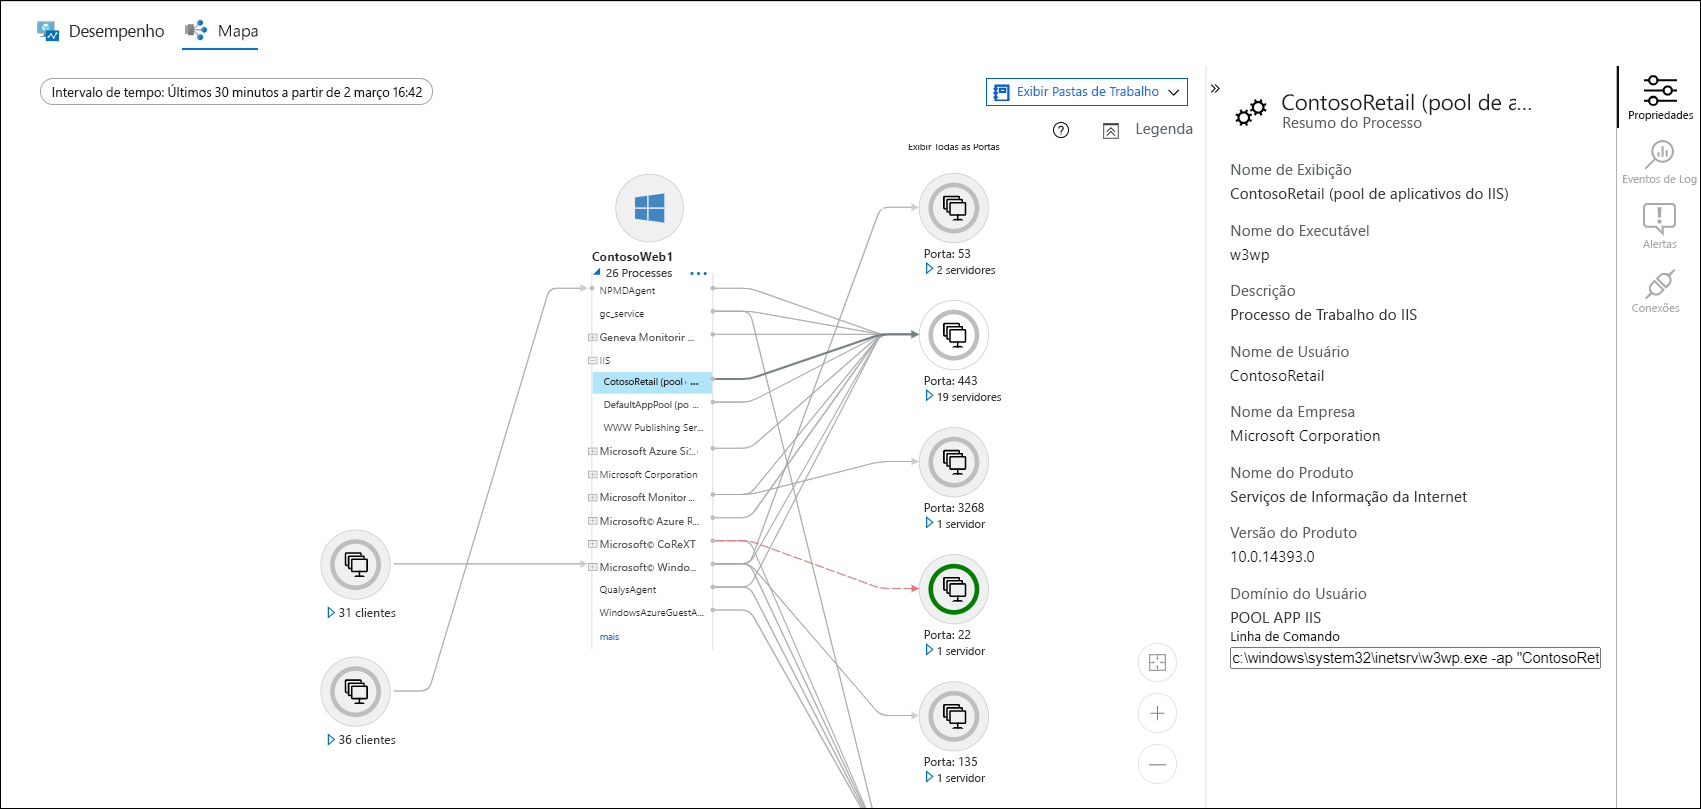 Desempenho
Mapa
Intervalo de tempo: Últimos 30 minutos a partir de 2 março 16:42
Exibir Pastas de Trabalho
Legenda
Exibir Todas as Portas
ContosoWeb1
26 Processes
NPMDAgent
gc_service
Geneva Monitorir ...
IIS
CotosoRetail (pool ...
DefaultAppPool (po ...
WWW Publishing Ser...
Microsoft Azure Si...
Microsoft Corporation
Microsoft Monitor ...
Microsoft© Azure R...
Microsoft© CoReXT
Microsoft© Windo...
QualysAgent
WindowsAzureGuestA...
mais
31 clientes
36 clientes
Porta: 53
2 servidores
Porta: 443
19 servidores
Porta: 3268
1 servidor
Porta: 22
1 servidor
Porta: 135
1 servidor
ContosoRetail (pool de a...
Resumo do Processo
Nome de Exibição
ContosoRetail (pool de aplicativos do IIS)
Nome do Executável
w3wp
Descrição
Processo de Trabalho do IIS
Nome de Usuário
ContosoRetail
Nome da Empresa
Microsoft Corporation
Nome do Produto
Serviços de Informação da Internet
Versão do Produto
10.0.14393.0
Domínio do Usuário
POOL APP IIS
Linha de Comando
c:\windows\system32\inetsrv\w3wp.exe -ap "ContosoRet
Propriedades
Eventos de Log
Alertas
Conexões